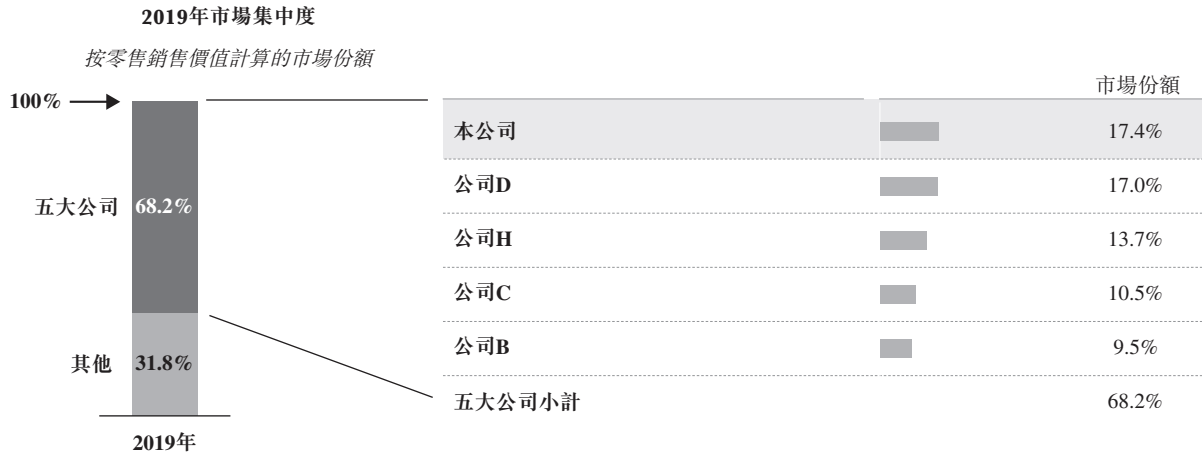 2019年市場集中度
按零售銷售價值計算的市場份額
市場份額
100%
本公司 17.4%
公司D 17.0%
五大公司 68.2%
公司H 13.7%
公司C 10.5%
公司B 9.5%
其他 31.8%
五大公司小計 68.2%
2019年